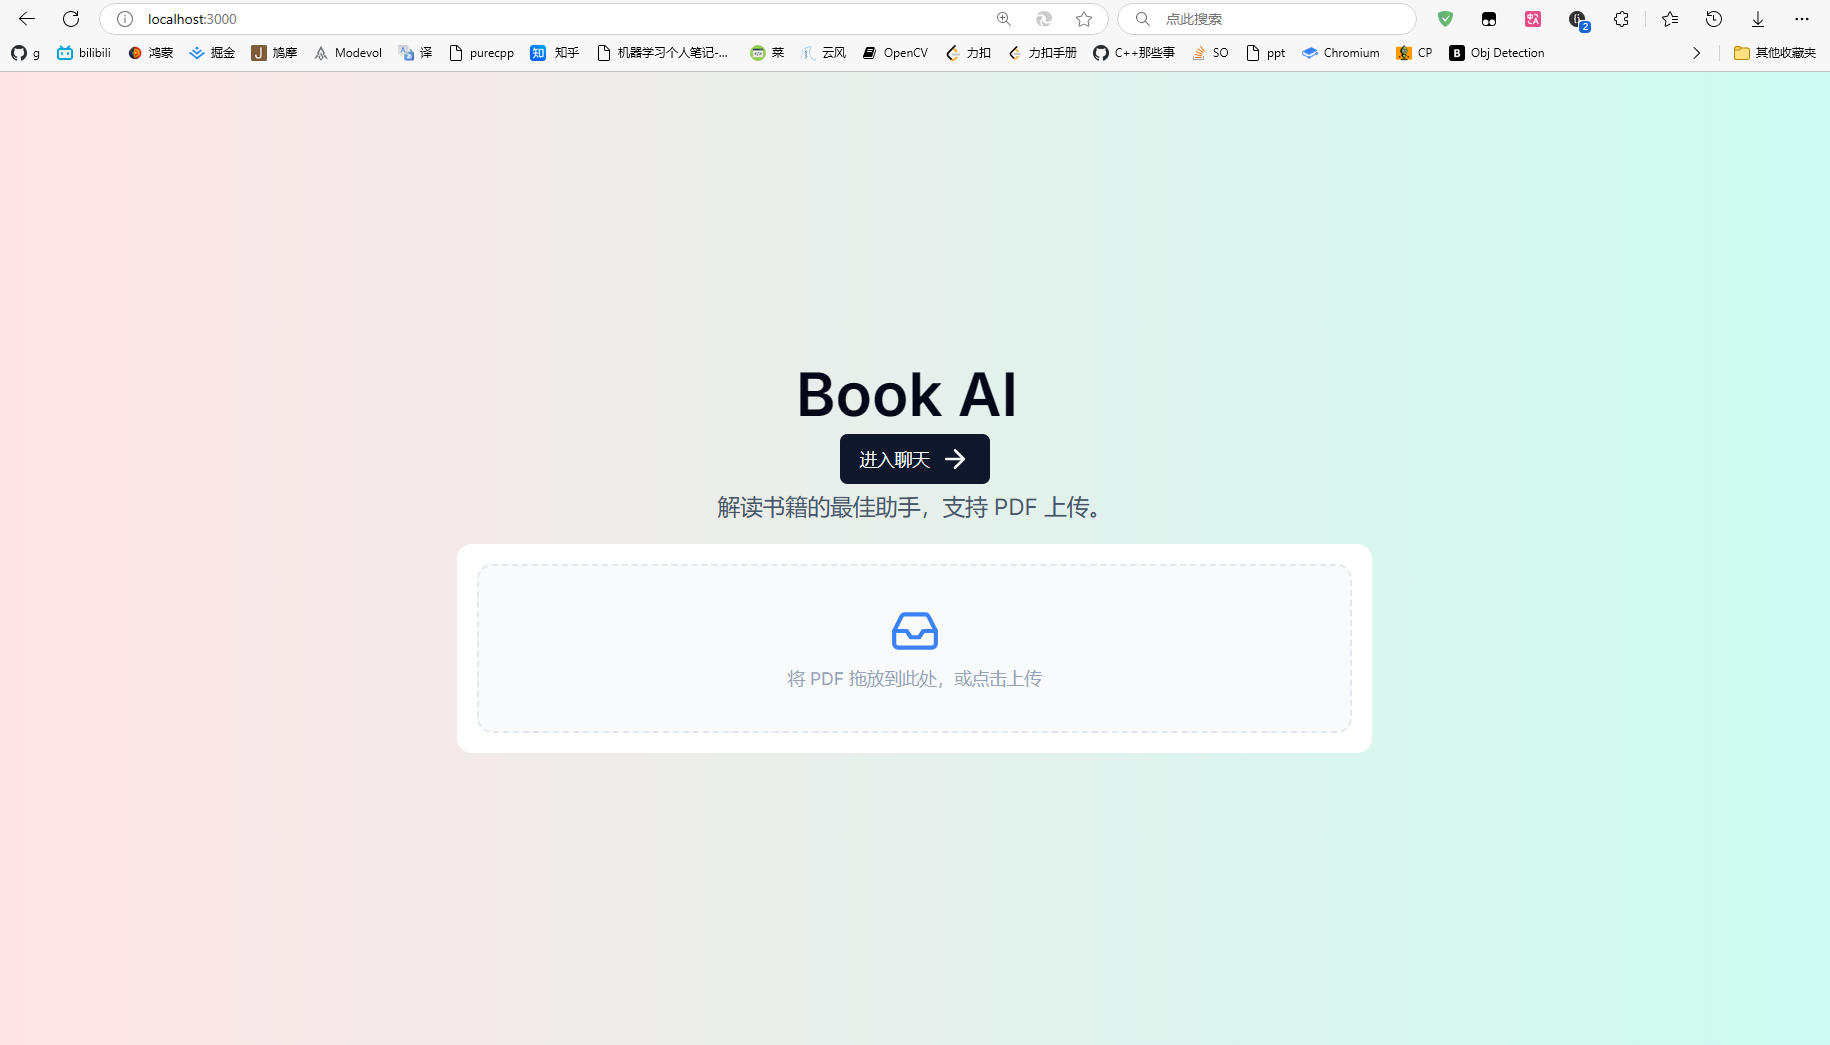 localhost:3000
点此搜索
2
g
bilibili
鸿蒙
掘金
J
鸠摩
Modevol
译
purecpp
知
知乎
机器学习个人笔记-...
菜
云风
OpenCV
力扣
力扣手册
C++那些事
SO
ppt
Chromium
CP
B
Obj Detection
其他收藏夹
Book AI
进入聊天
解读书籍的最佳助手，支持 PDF 上传。
将 PDF 拖放到此处，或点击上传